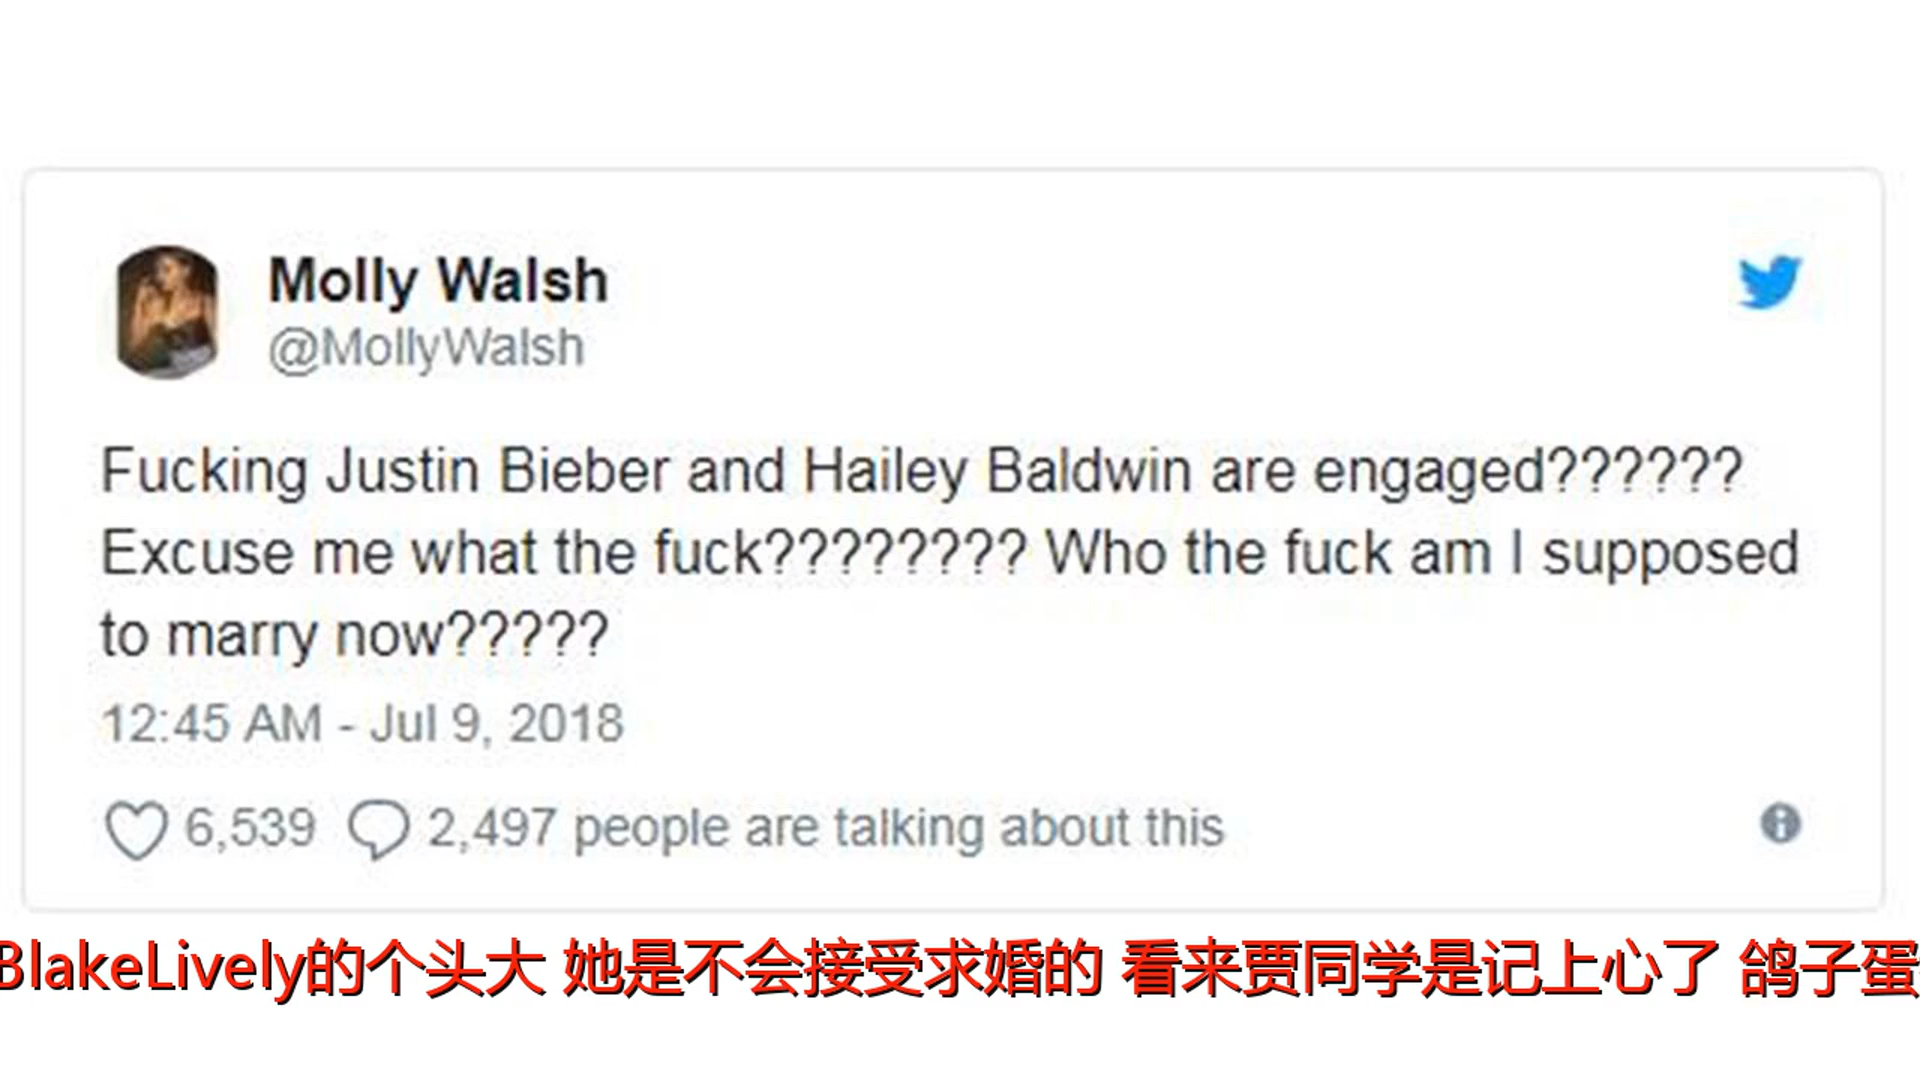 Molly Walsh
@MollyWalsh
Fucking Justin Bieber and Hailey Baldwin are engaged??????
Excuse me what the fuck???????? Who the fuck am I supposed
to marry now?????
12:45 AM - Jul 9, 2018
6,539 2,497 people are talking about this
BlakeLively的个头大 她是不会接受求婚的 看来贾同学是记上心了 鸽子蛋